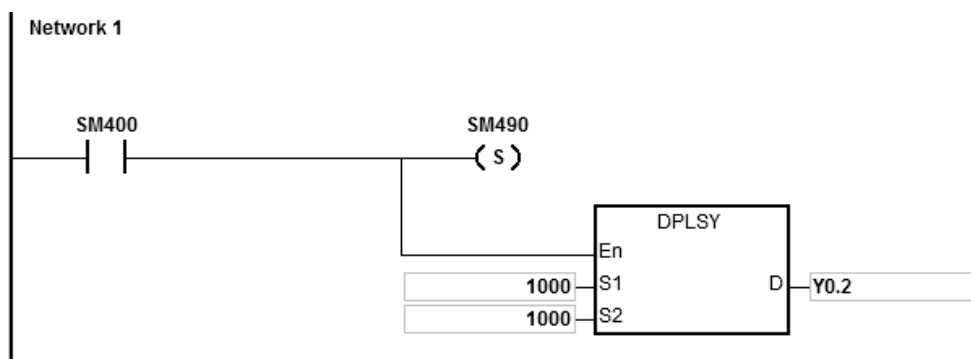 Network 1
SM400
SM490
S
DPLSY
En
1000 S1 D Y0.2
1000 S2